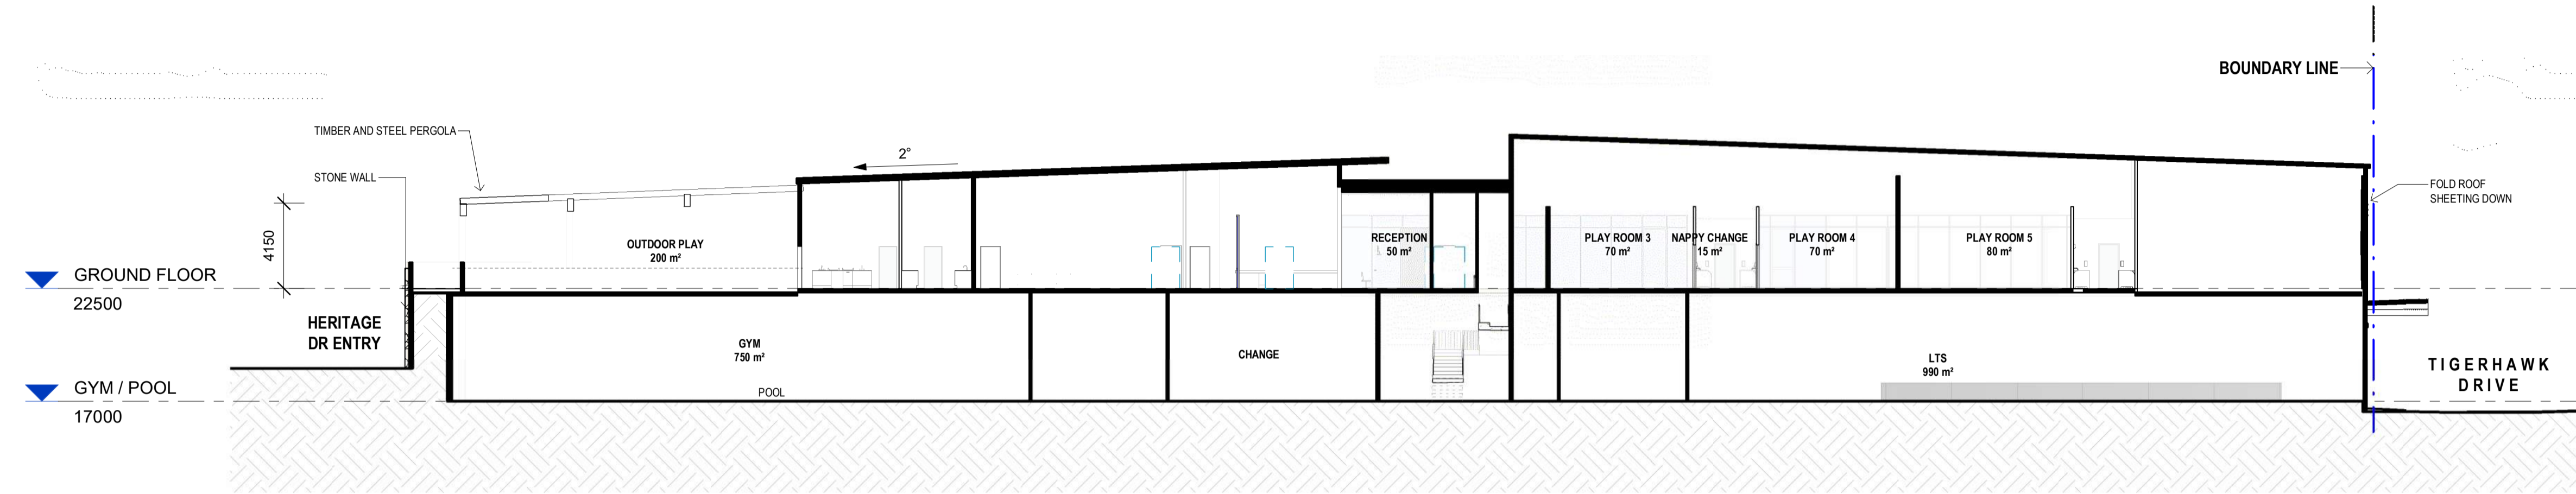 BOUNDARY LINE
TIMBER AND STEEL PERGOLA
2°
STONE WALL
FOLD ROOF
SHEETING DOWN
4150
OUTDOOR PLAY
200 m²
RECEPTION
50 m²
PLAY ROOM 3
70 m²
NAPPY CHANGE
15 m²
PLAY ROOM 4
70 m²
PLAY ROOM 5
80 m²
GROUND FLOOR
22500
HERITAGE
DR ENTRY
GYM
750 m²
CHANGE
LTS
990 m²
TIGERHAWK
DRIVE
GYM / POOL
17000
POOL